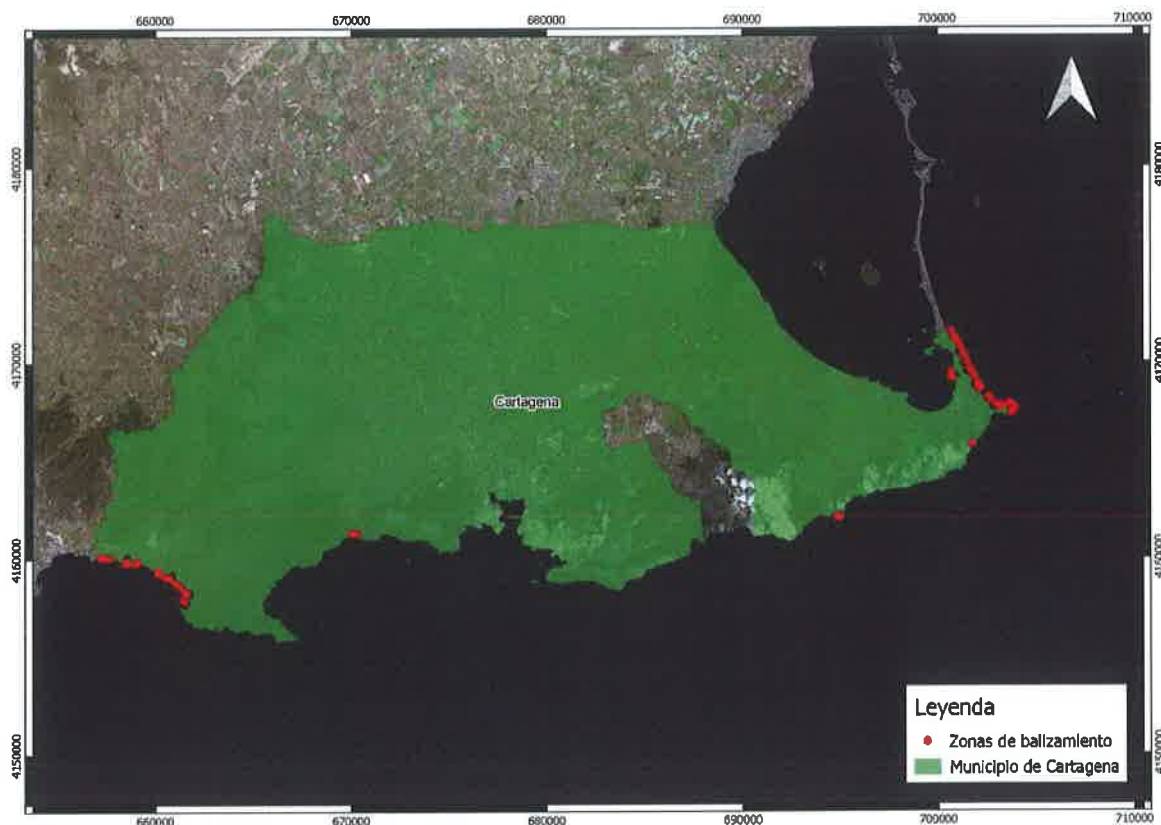 660000 670000 680000 690000 700000 710000
4180000 4180000
4170000 4170000
Cartagena
4160000 4160000
4150000 4150000
Leyenda
Zonas de balizamiento
Municipio de Cartagena
660000 670000 680000 690000 700000 710000